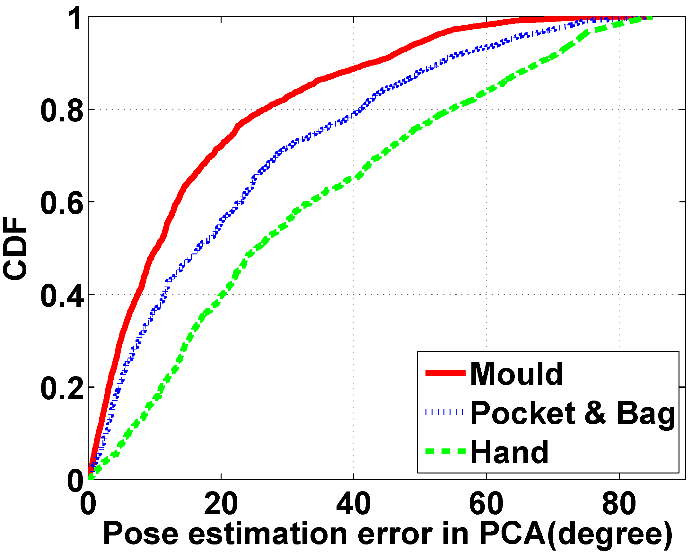 1
0.8
0.6
0.4
0.2
0
CDF
Mould
Pocket & Bag
Hand
0 20 40 60 80
Pose estimation error in PCA(degree)